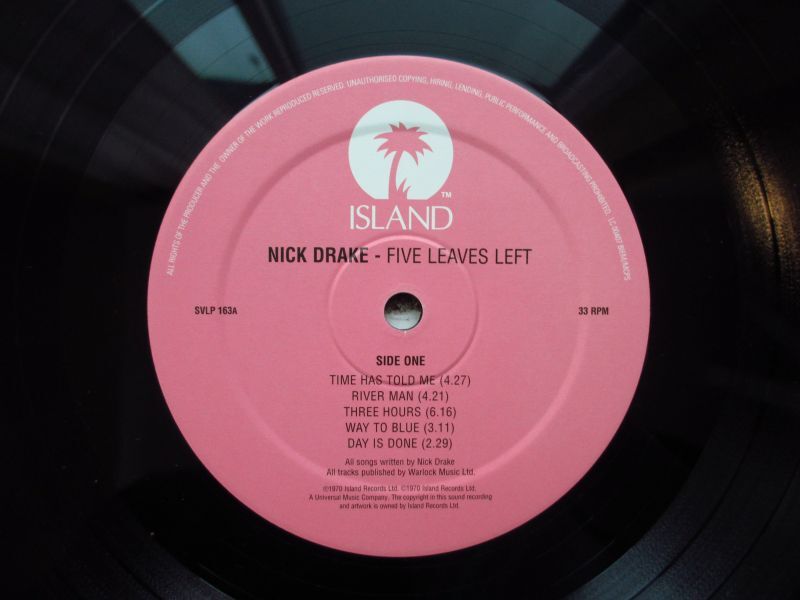 ALL RIGHTS OF THE PRODUCER AND THE OWNER OF THE WORK REPRODUCED RESERVED. UNAUTHORISED COPYING, HIRING, LENDING, PUBLIC PERFORMANCE AND BROADCASTING PROHIBITED. LC 00407 BIEM/MCPS
ISLAND ™
NICK DRAKE - FIVE LEAVES LEFT
SVLP 163A
33 RPM
SIDE ONE
TIME HAS TOLD ME (4.27)
RIVER MAN (4.21)
THREE HOURS (6.16)
WAY TO BLUE (3.11)
DAY IS DONE (2.29)
All songs written by Nick Drake
All tracks published by Warlock Music Ltd.
℗1970 Island Records Ltd. ©1970 Island Records Ltd.
A Universal Music Company. The copyright in this sound recording
and artwork is owned by Island Records Ltd.